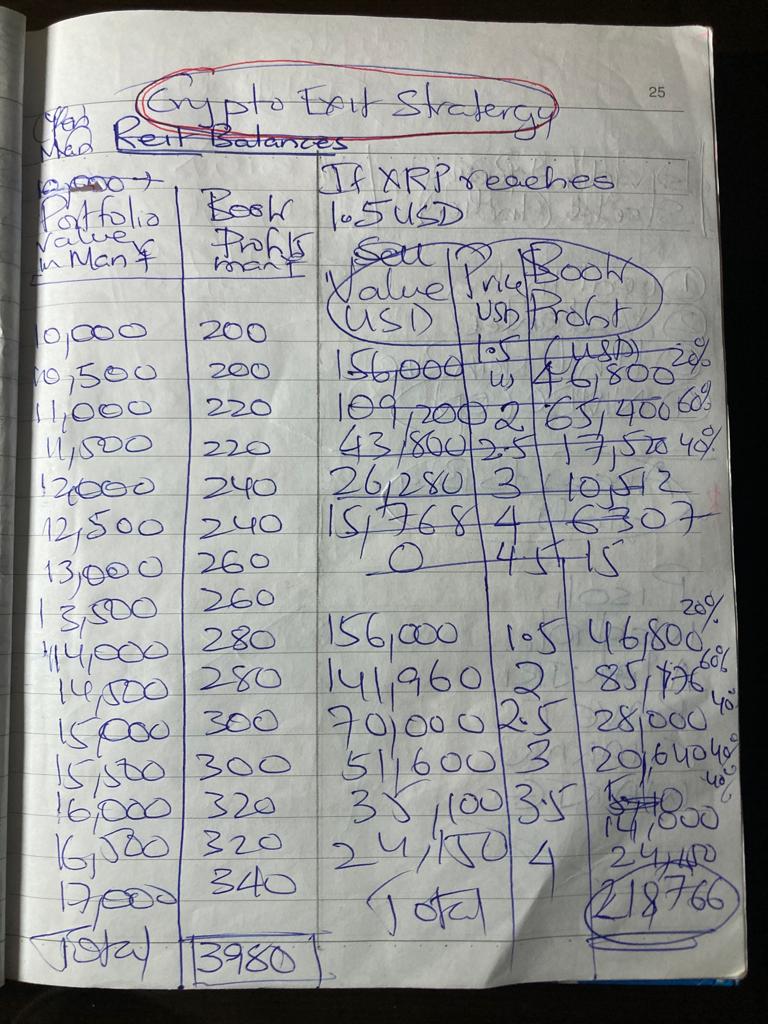 25
Crypto Exit Stratergy
Rest Balances
If XRP reaches
1.5 USD
10,000 →
Portfolio
Value
in Man ¥
Book
Profits
man ¥
Sell
Value
USD
Price
USD
Book
Profit
(USD)
10,000 200
10,500 200 156,000 1.5 46,800 20%
11,000 220 109,200 2 65,400 60%
11,500 220 43,800 2.5 17,520 40%
12,000 240 26,280 3 10,512
12,500 240 15,768 4 6307
13,000 260 0 4.5 15
13,500 260
14,000 280 156,000 1.5 46,800 20%
14,500 280 141,960 2 85,176 60%
15,000 300 70,000 2.5 28,000 40%
15,500 300 51,600 3 20,640 40%
16,000 320 35,100 3.5 14,000 40%
16,500 320 24,150 4 24,150
17,000 340 Total 218766
Total 3980